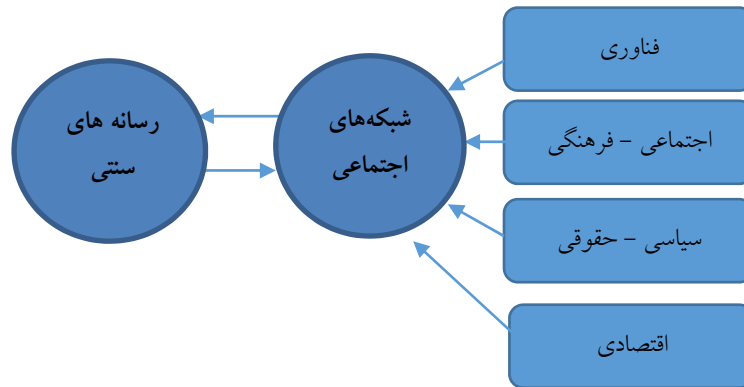 فناوری
اجتماعی – فرهنگی
سیاسی – حقوقی
اقتصادی
شبکه‌های
اجتماعی
رسانه های
سنتی